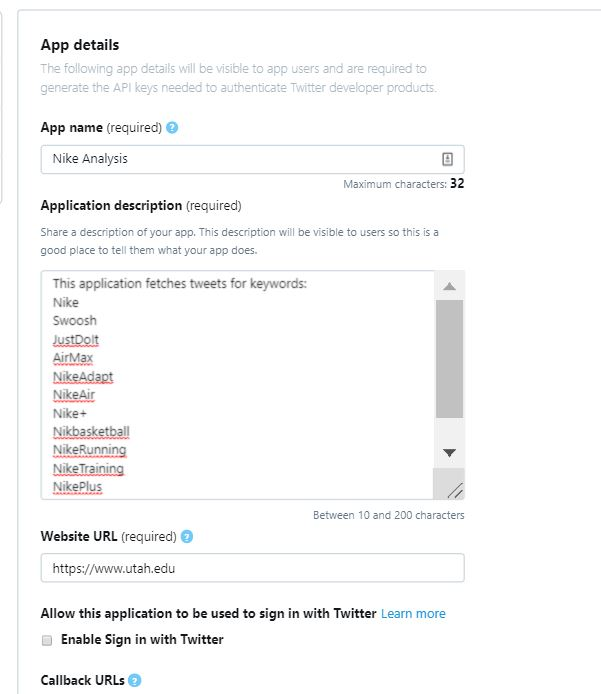 App details
The following app details will be visible to app users and are required to
generate the API keys needed to authenticate Twitter developer products.
App name (required) ?
Nike Analysis
Maximum characters: 32
Application description (required)
Share a description of your app. This description will be visible to users so this is a
good place to tell them what your app does.
This application fetches tweets for keywords:
Nike
Swoosh
JustDoIt
AirMax
NikeAdapt
NikeAir
Nike+
Nikbasketball
NikeRunning
NikeTraining
NikePlus
Between 10 and 200 characters
Website URL (required) ?
https://www.utah.edu
Allow this application to be used to sign in with Twitter Learn more
Enable Sign in with Twitter
Callback URLs ?